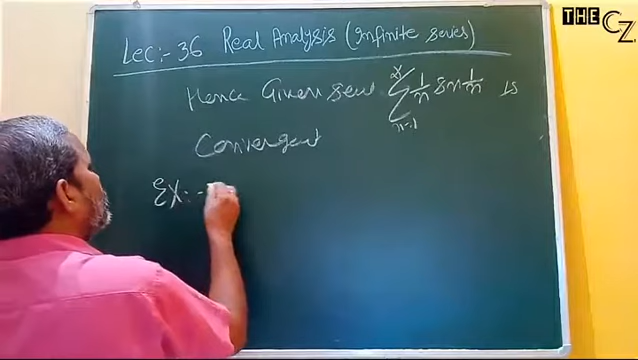 THE CZ.
Lec:- 36 Real Analysis (Infinite series)
Hence Given series ∞ Σ n=1 1/n sin 1/n is
Convergent
Ex:-